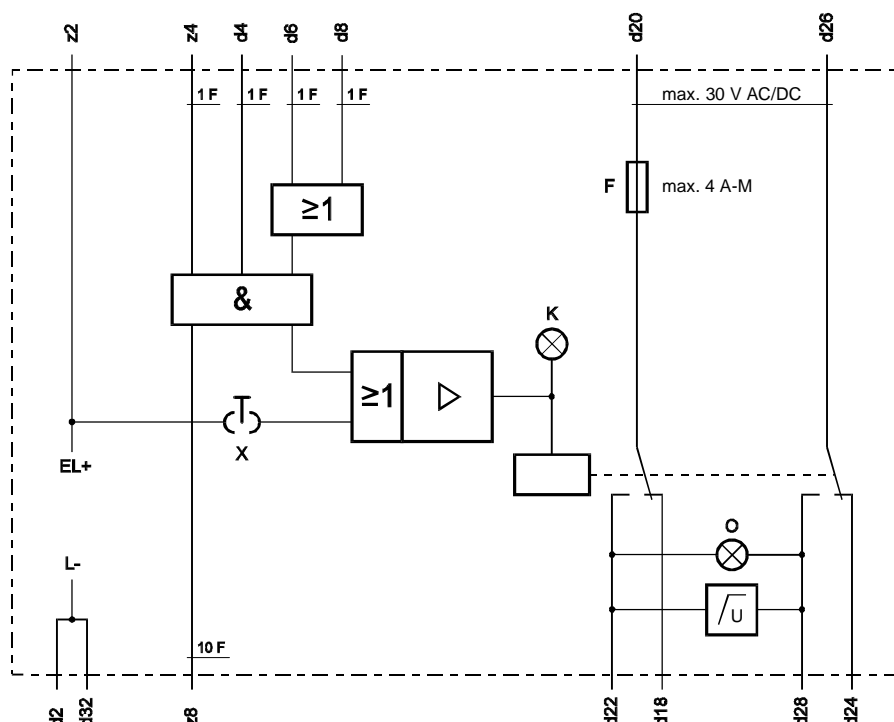 z2 z4 d4 d6 d8 d20 d26
1 F 1 F 1 F 1 F max. 30 V AC/DC
F max. 4 A-M
≥1
&
K
≥1
X
EL+
O
L-
U
10 F
d2 d32 z8 d22 d18 d28 d24